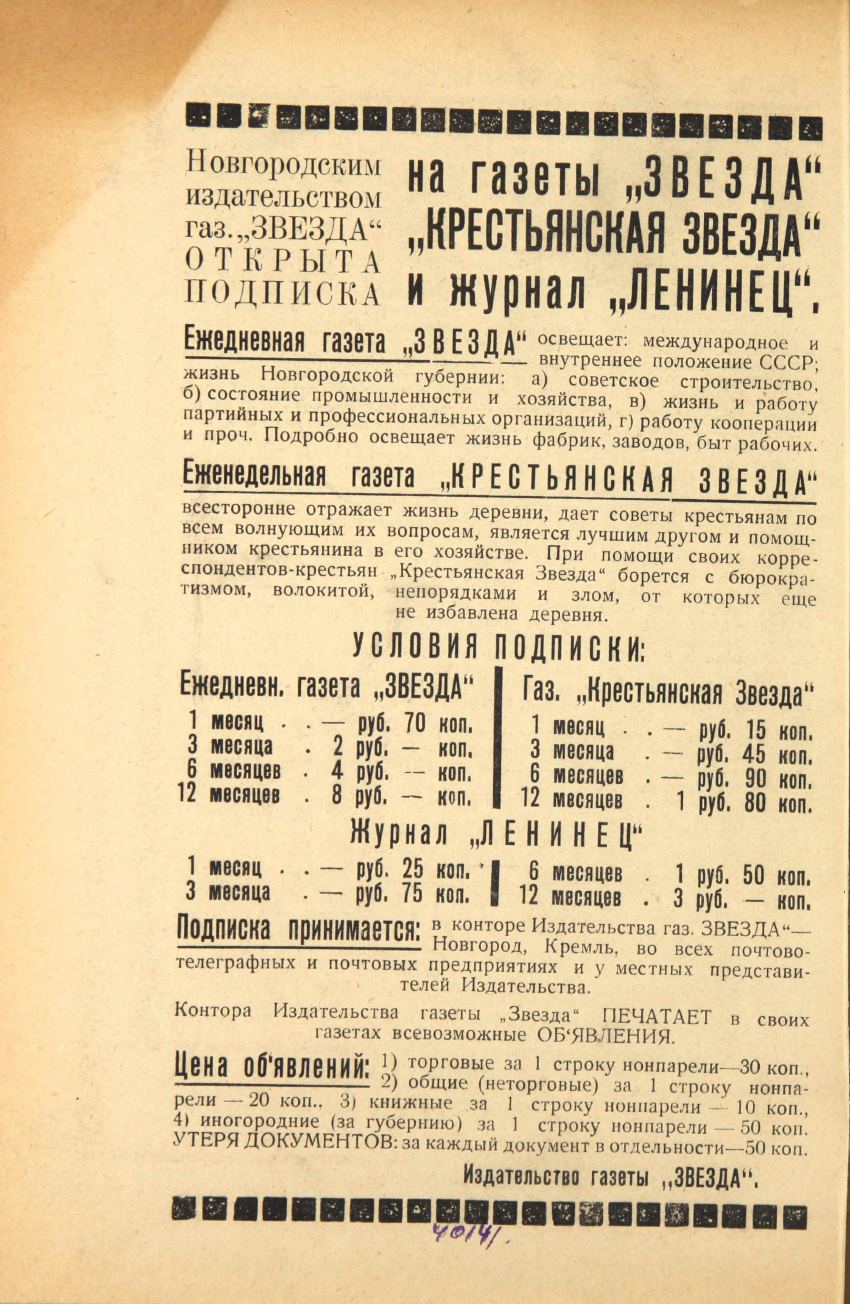 Новгородским
издательством
газ. „ЗВЕЗДА“
ОТКРЫТА
ПОДПИСКА
на газеты „ЗВЕЗДА“
„КРЕСТЬЯНСКАЯ ЗВЕЗДА“
и журнал „ЛЕНИНЕЦ“.
Ежедневная газета „ЗВЕЗДА“ освещает: международное и
внутреннее положение СССР;
жизнь Новгородской губернии: а) советское строительство,
б) состояние промышленности и хозяйства, в) жизнь и работу
партийных и профессиональных организаций, г) работу кооперации
и проч. Подробно освещает жизнь фабрик, заводов, быт рабочих.
Еженедельная газета „КРЕСТЬЯНСКАЯ ЗВЕЗДА“
всесторонне отражает жизнь деревни, дает советы крестьянам по
всем волнующим их вопросам, является лучшим другом и помощ-
ником крестьянина в его хозяйстве. При помощи своих корре-
спондентов-крестьян „Крестьянская Звезда“ борется с бюрокра-
тизмом, волокитой, непорядками и злом, от которых еще
не избавлена деревня.
УСЛОВИЯ ПОДПИСКИ:
Ежедневн. газета „ЗВЕЗДА“
1 месяц . . — руб. 70 коп.
3 месяца . 2 руб. — коп.
6 месяцев . 4 руб. — коп.
12 месяцев . 8 руб. — коп.
Газ. „Крестьянская Звезда“
1 месяц . . — руб. 15 коп.
3 месяца . — руб. 45 коп.
6 месяцев . — руб. 90 коп.
12 месяцев . 1 руб. 80 коп.
Журнал „ЛЕНИНЕЦ“
1 месяц . . — руб. 25 коп.
3 месяца . — руб. 75 коп.
6 месяцев . 1 руб. 50 коп.
12 месяцев . 3 руб. — коп.
Подписка принимается: в конторе Издательства газ. ЗВЕЗДА“—
Новгород, Кремль, во всех почтово-
телеграфных и почтовых предприятиях и у местных представи-
телей Издательства.
Контора Издательства газеты „Звезда“ ПЕЧАТАЕТ в своих
газетах всевозможные ОБ‘ЯВЛЕНИЯ.
Цена об‘явлений: 1) торговые за 1 строку нонпарели—30 коп.,
2) общие (неторговые) за 1 строку нонпа-
рели — 20 коп.. 3) книжные за 1 строку нонпарели — 10 коп.,
4) иногородние (за губернию) за 1 строку нонпарели — 50 коп.
УТЕРЯ ДОКУМЕНТОВ: за каждый документ в отдельности—50 коп.
Издательство газеты „ЗВЕЗДА“.
4014/.